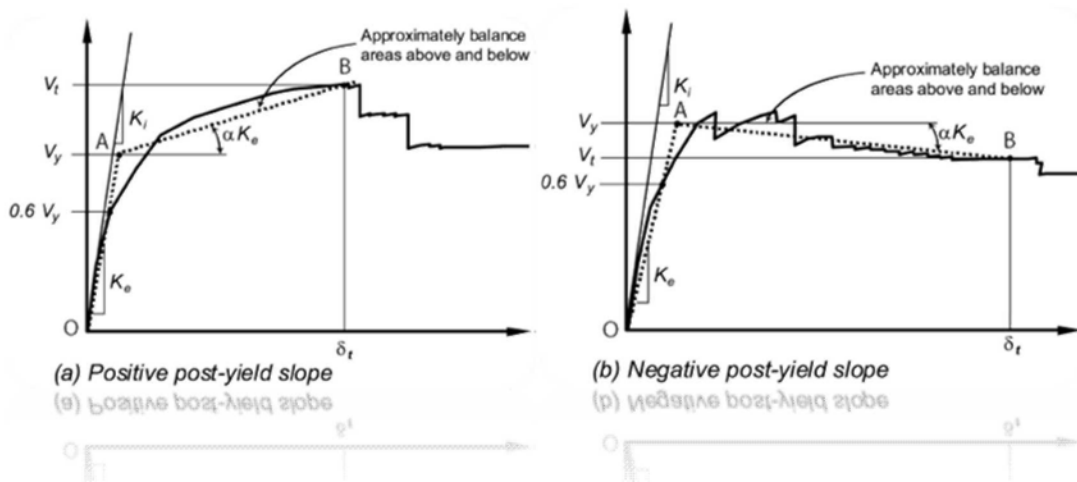 Approximately balance
areas above and below
B
V_t
K_i
A
αK_e
V_y
0.6 V_y
K_e
O
δ_t
(a) Positive post-yield slope
K_i
A
Approximately balance
areas above and below
V_y
αK_e
B
V_t
0.6 V_y
K_e
O
δ_t
(b) Negative post-yield slope